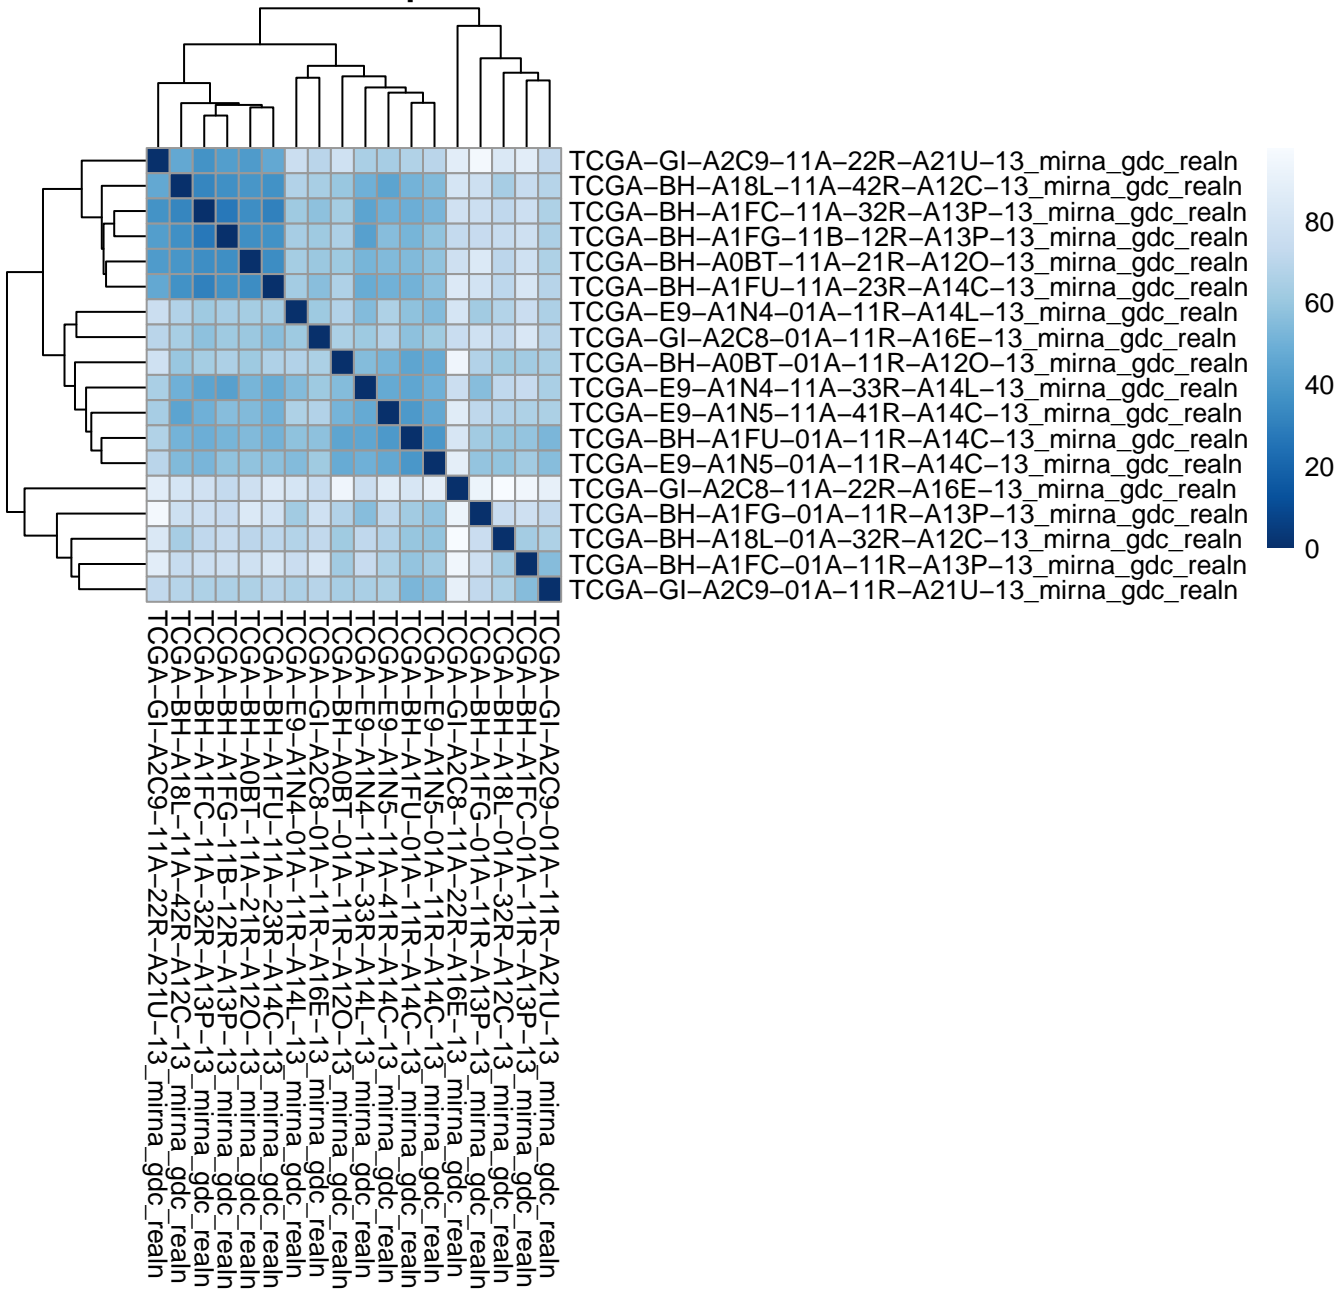 TCGA−GI−A2C9−11A−22R−A21U−13_mirna_gdc_realn
TCGA−BH−A18L−11A−42R−A12C−13_mirna_gdc_realn
TCGA−BH−A1FC−11A−32R−A13P−13_mirna_gdc_realn
TCGA−BH−A1FG−11B−12R−A13P−13_mirna_gdc_realn
TCGA−BH−A0BT−11A−21R−A12O−13_mirna_gdc_realn
TCGA−BH−A1FU−11A−23R−A14C−13_mirna_gdc_realn
TCGA−E9−A1N4−01A−11R−A14L−13_mirna_gdc_realn
TCGA−GI−A2C8−01A−11R−A16E−13_mirna_gdc_realn
TCGA−BH−A0BT−01A−11R−A12O−13_mirna_gdc_realn
TCGA−E9−A1N4−11A−33R−A14L−13_mirna_gdc_realn
TCGA−E9−A1N5−11A−41R−A14C−13_mirna_gdc_realn
TCGA−BH−A1FU−01A−11R−A14C−13_mirna_gdc_realn
TCGA−E9−A1N5−01A−11R−A14C−13_mirna_gdc_realn
TCGA−GI−A2C8−11A−22R−A16E−13_mirna_gdc_realn
TCGA−BH−A1FG−01A−11R−A13P−13_mirna_gdc_realn
TCGA−BH−A18L−01A−32R−A12C−13_mirna_gdc_realn
TCGA−BH−A1FC−01A−11R−A13P−13_mirna_gdc_realn
TCGA−GI−A2C9−01A−11R−A21U−13_mirna_gdc_realn
80
60
40
20
0
TCGA−GI−A2C9−11A−22R−A21U−13_mirna_gdc_realn
TCGA−BH−A18L−11A−42R−A12C−13_mirna_gdc_realn
TCGA−BH−A1FC−11A−32R−A13P−13_mirna_gdc_realn
TCGA−BH−A1FG−11B−12R−A13P−13_mirna_gdc_realn
TCGA−BH−A0BT−11A−21R−A12O−13_mirna_gdc_realn
TCGA−BH−A1FU−11A−23R−A14C−13_mirna_gdc_realn
TCGA−E9−A1N4−01A−11R−A14L−13_mirna_gdc_realn
TCGA−GI−A2C8−01A−11R−A16E−13_mirna_gdc_realn
TCGA−BH−A0BT−01A−11R−A12O−13_mirna_gdc_realn
TCGA−E9−A1N4−11A−33R−A14L−13_mirna_gdc_realn
TCGA−E9−A1N5−11A−41R−A14C−13_mirna_gdc_realn
TCGA−BH−A1FU−01A−11R−A14C−13_mirna_gdc_realn
TCGA−E9−A1N5−01A−11R−A14C−13_mirna_gdc_realn
TCGA−GI−A2C8−11A−22R−A16E−13_mirna_gdc_realn
TCGA−BH−A1FG−01A−11R−A13P−13_mirna_gdc_realn
TCGA−BH−A18L−01A−32R−A12C−13_mirna_gdc_realn
TCGA−BH−A1FC−01A−11R−A13P−13_mirna_gdc_realn
TCGA−GI−A2C9−01A−11R−A21U−13_mirna_gdc_realn